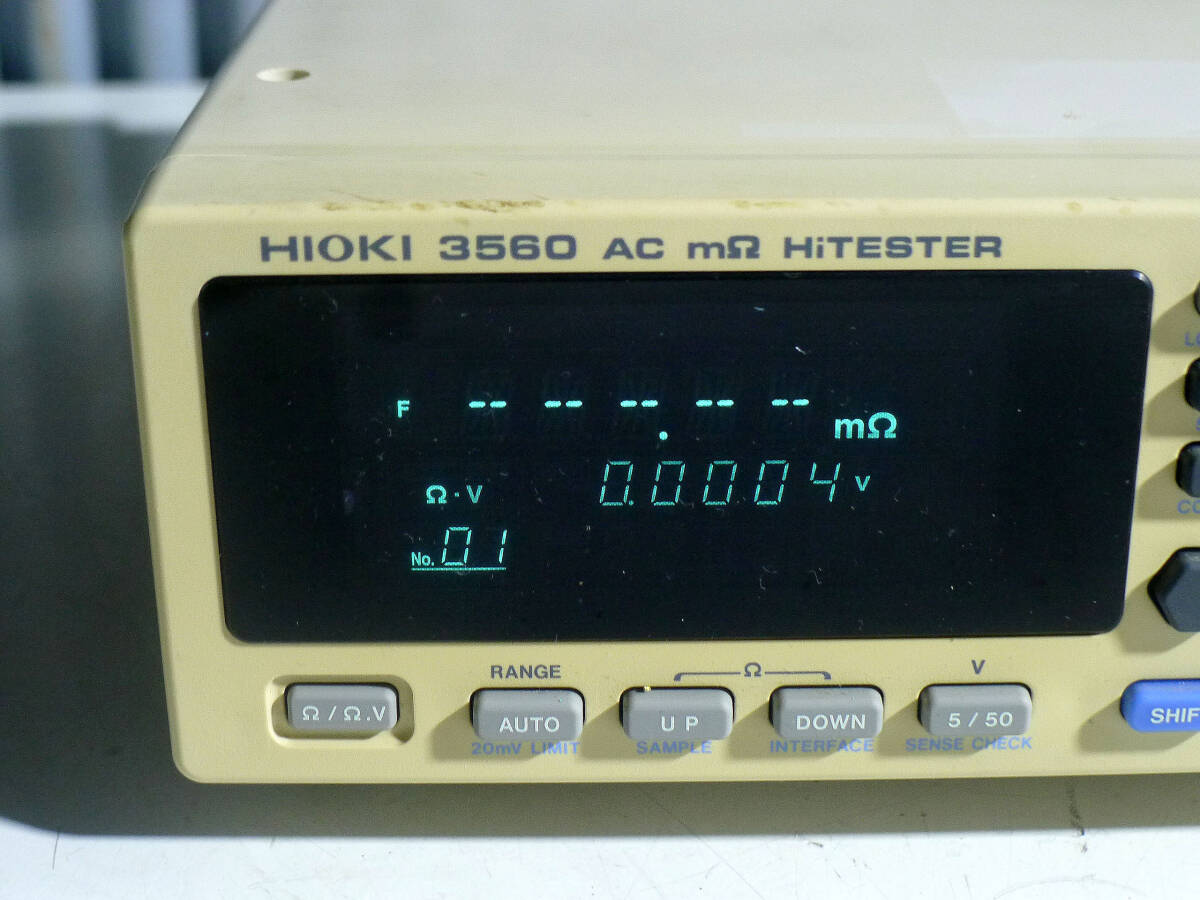 HIOKI 3560 AC mΩ HiTESTER
F -----.-- mΩ
Ω·V 0.0004 V
No. 01
RANGE Ω V
Ω / Ω.V AUTO UP DOWN 5 / 50 SHIF
20mV LIMIT SAMPLE INTERFACE SENSE CHECK